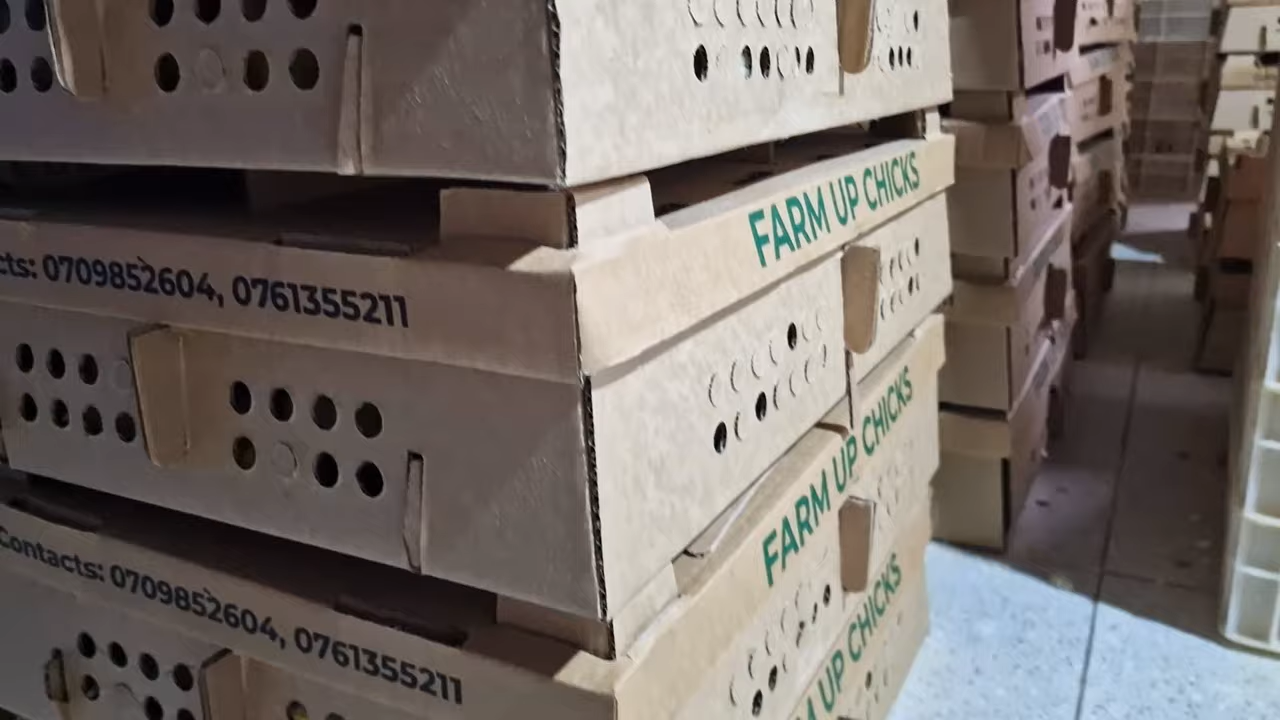 FARM UP CHICKS
cts: 0709852604, 0761355211
FARM UP CHICKS
Contacts: 0709852604, 0761355211
UP CHICKS